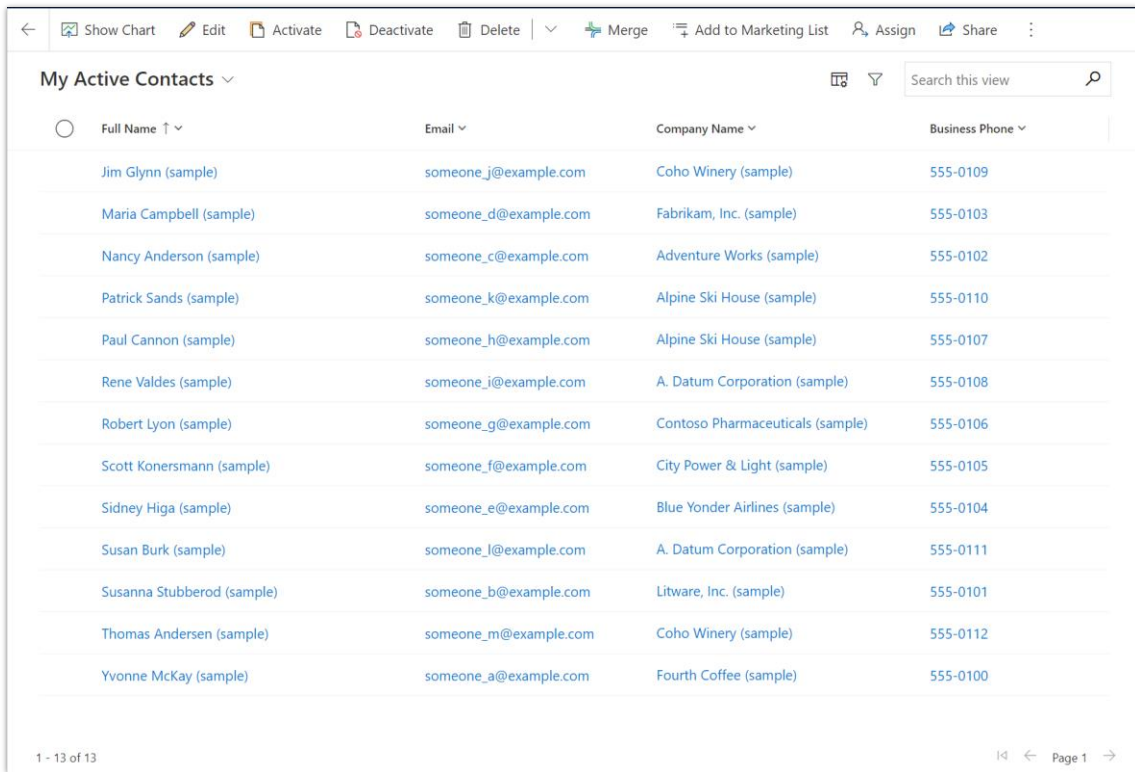 Show Chart Edit Activate Deactivate Delete Merge Add to Marketing List Assign Share
My Active Contacts Search this view
Full Name Email Company Name Business Phone
Jim Glynn (sample) someone_j@example.com Coho Winery (sample) 555-0109
Maria Campbell (sample) someone_d@example.com Fabrikam, Inc. (sample) 555-0103
Nancy Anderson (sample) someone_c@example.com Adventure Works (sample) 555-0102
Patrick Sands (sample) someone_k@example.com Alpine Ski House (sample) 555-0110
Paul Cannon (sample) someone_h@example.com Alpine Ski House (sample) 555-0107
Rene Valdes (sample) someone_i@example.com A. Datum Corporation (sample) 555-0108
Robert Lyon (sample) someone_g@example.com Contoso Pharmaceuticals (sample) 555-0106
Scott Konersmann (sample) someone_f@example.com City Power & Light (sample) 555-0105
Sidney Higa (sample) someone_e@example.com Blue Yonder Airlines (sample) 555-0104
Susan Burk (sample) someone_l@example.com A. Datum Corporation (sample) 555-0111
Susanna Stubberod (sample) someone_b@example.com Litware, Inc. (sample) 555-0101
Thomas Andersen (sample) someone_m@example.com Coho Winery (sample) 555-0112
Yvonne McKay (sample) someone_a@example.com Fourth Coffee (sample) 555-0100
1 - 13 of 13 Page 1